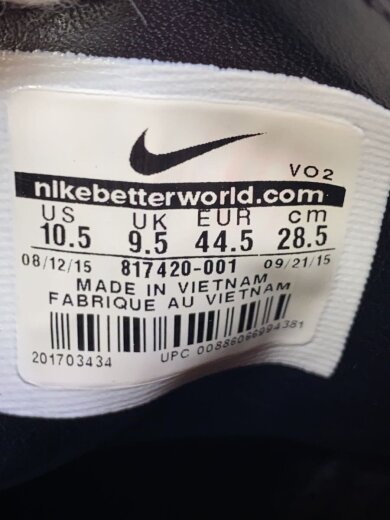 VO2
nikebetterworld.com
US UK EUR cm
10.5 9.5 44.5 28.5
08/12/15 817420-001 09/21/15
MADE IN VIETNAM
FABRIQUE AU VIETNAM
201703434 UPC 00886066994381